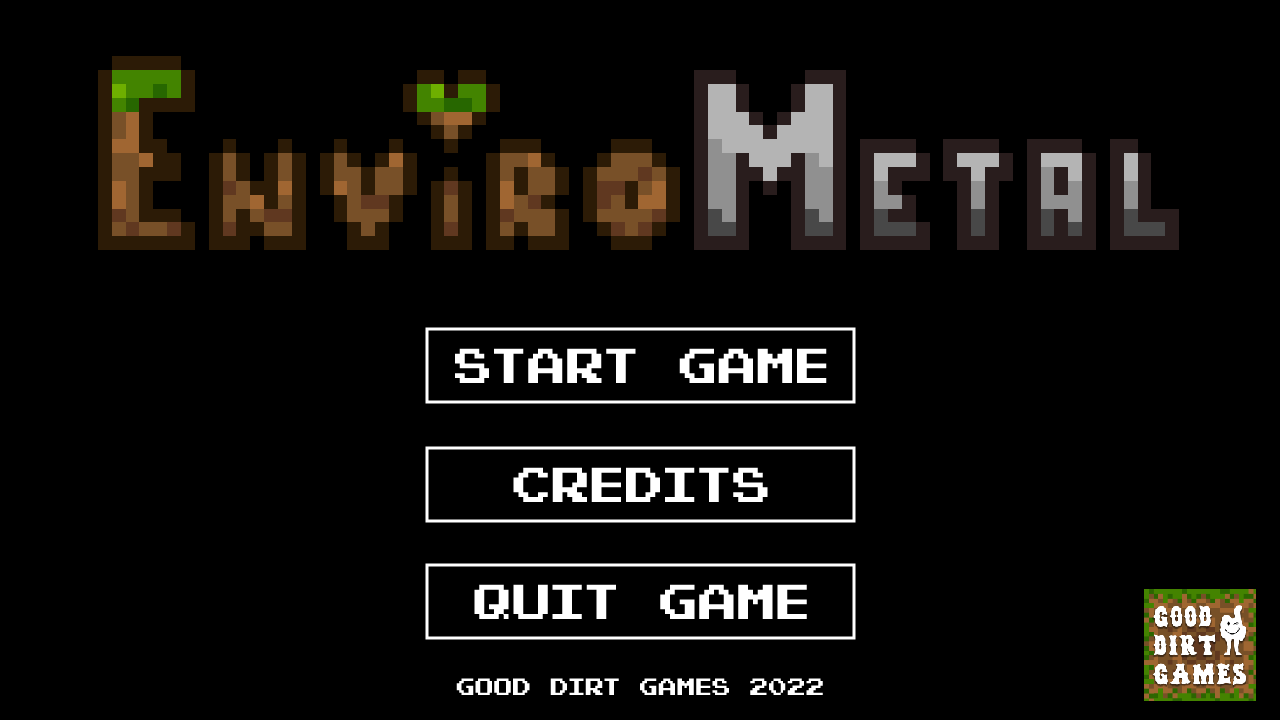 EnviroMetal
START GAME
CREDITS
QUIT GAME
GOOD DIRT GAMES 2022
GOOD
DIRT
GAMES